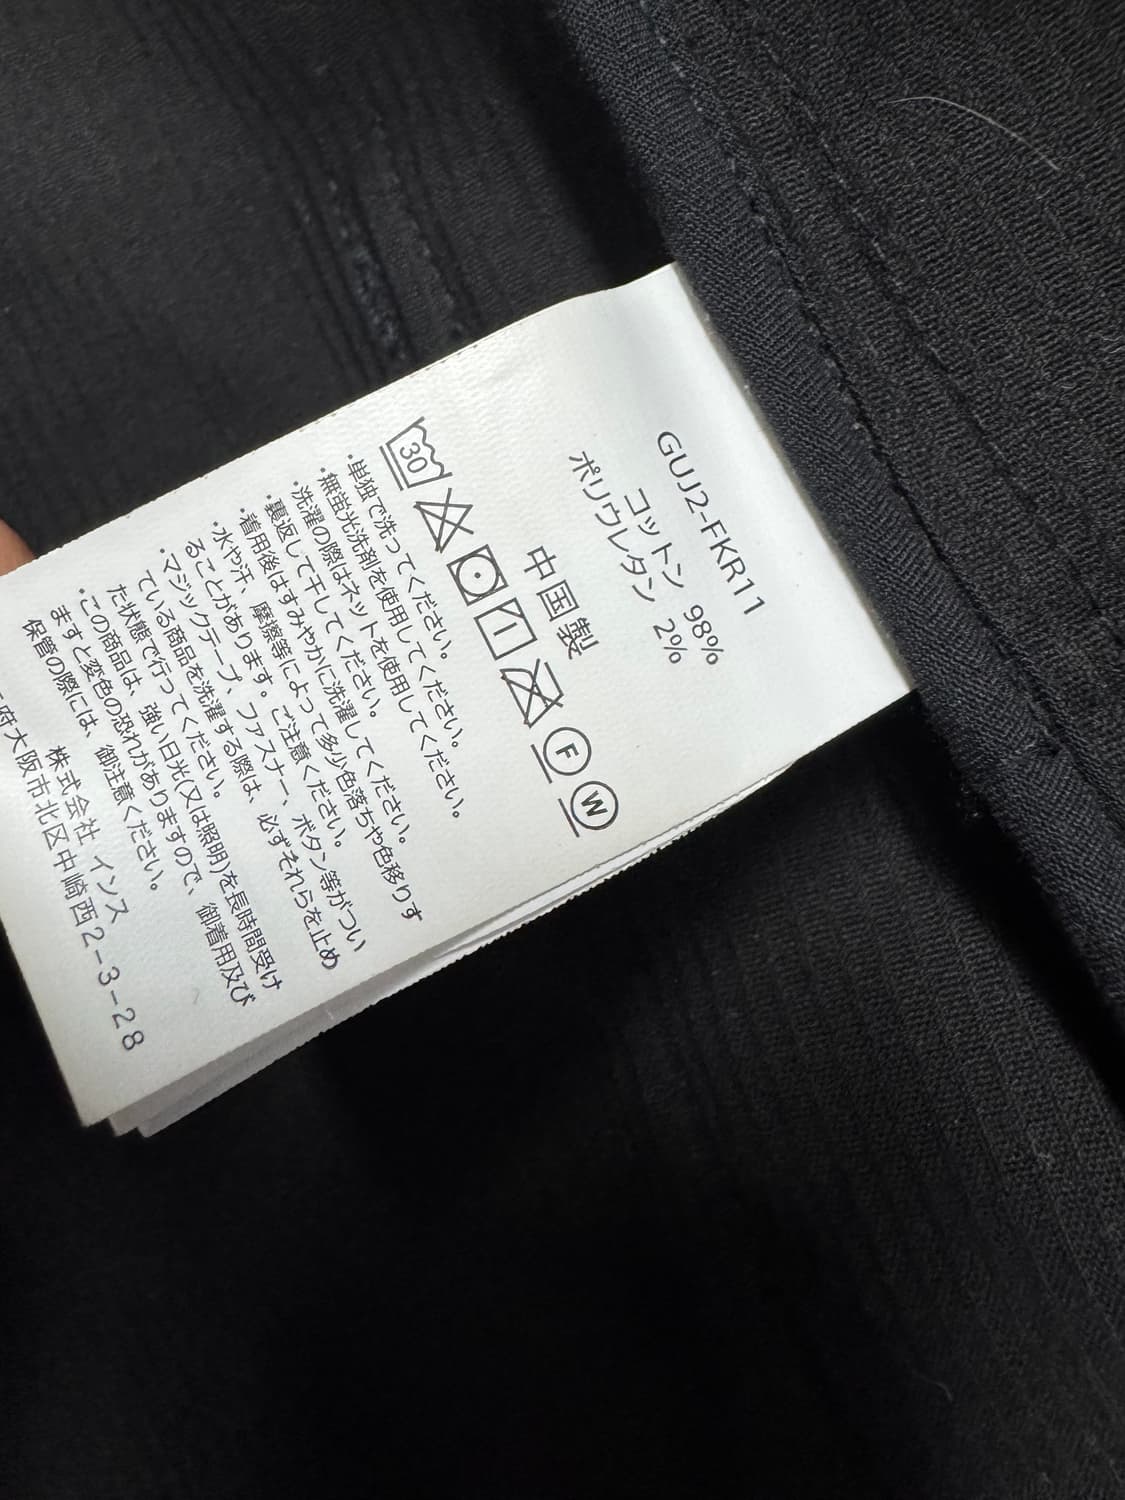 GUJ2-FKR11
コットン 98%
ポリウレタン 2%
中国製
30
F
W
・単独で洗ってください。
・無蛍光洗剤を使用してください。
・洗濯の際はネットを使用してください。
・裏返して干してください。
・着用後はすみやかに洗濯してください。
・水や汗、摩擦等によって多少色落ちや色移りす
ることがあります。ご注意ください。
・マジックテープ、ファスナー、ボタン等がつい
ている商品を洗濯する際は、必ずそれらを止め
た状態で行ってください。
・この商品は、強い日光(又は照明)を長時間受け
ますと変色の恐れがありますので、御着用及び
保管の際には、御注意ください。
株式会社 インス
府大阪市北区中崎西2-3-28